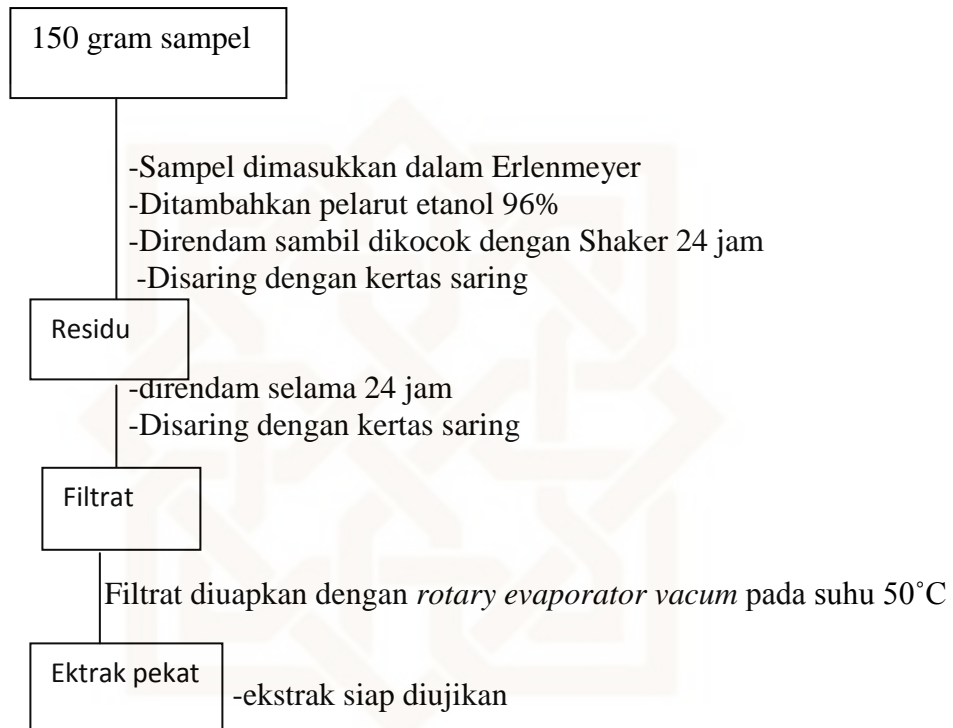 150 gram sampel
-Sampel dimasukkan dalam Erlenmeyer
-Ditambahkan pelarut etanol 96%
-Direndam sambil dikocok dengan Shaker 24 jam
-Disaring dengan kertas saring
Residu
-direndam selama 24 jam
-Disaring dengan kertas saring
Filtrat
Filtrat diuapkan dengan rotary evaporator vacum pada suhu 50˚C
Ektrak pekat
-ekstrak siap diujikan